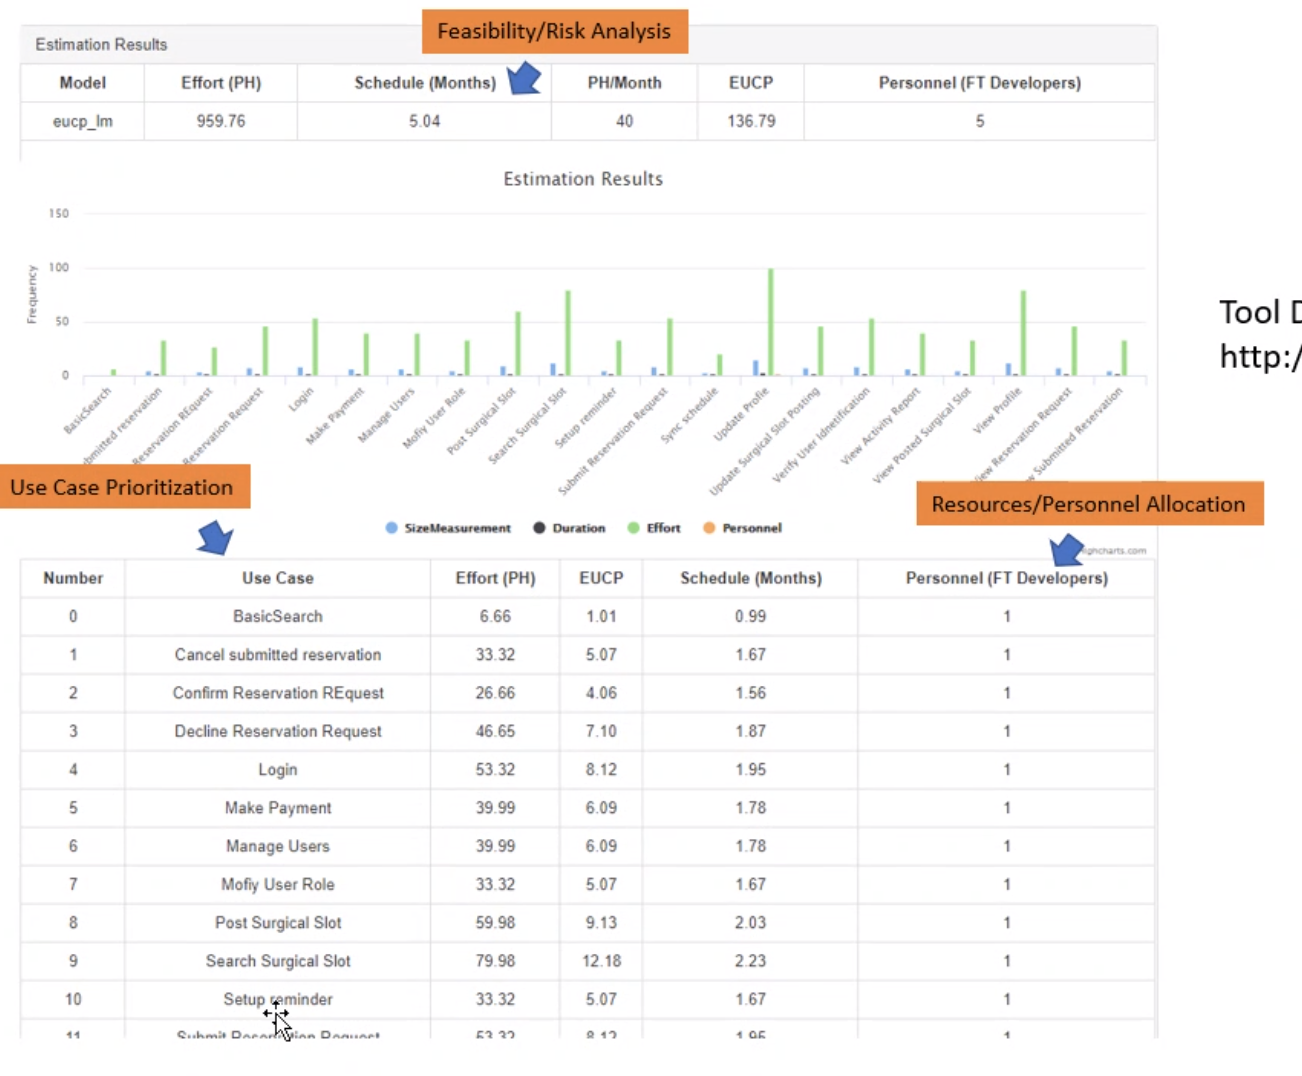 Feasibility/Risk Analysis
Estimation Results
Model Effort (PH) Schedule (Months) PH/Month EUCP Personnel (FT Developers)
eucp_lm 959.76 5.04 40 136.79 5
Estimation Results
Frequency
150
100
50
0
BasicSearch
reservation
Reservation REquest
Reservation Request
Login
Make Payment
Manage Users
Mofiy User Role
Post Surgical Slot
Search Surgical Slot
Setup reminder
Submit Reservation Request
Sync schedule
Update Profie
Update Surgical Slot Posting
Verify User Idnetification
View Activity Report
View Posted Surgical Slot
View Profile
Reservation Request
Submitted Reservation
Tool
http:/
Use Case Prioritization
Resources/Personnel Allocation
SizeMeasurement Duration Effort Personnel
Number Use Case Effort (PH) EUCP Schedule (Months) Personnel (FT Developers)
0 BasicSearch 6.66 1.01 0.99 1
1 Cancel submitted reservation 33.32 5.07 1.67 1
2 Confirm Reservation REquest 26.66 4.06 1.56 1
3 Decline Reservation Request 46.65 7.10 1.87 1
4 Login 53.32 8.12 1.95 1
5 Make Payment 39.99 6.09 1.78 1
6 Manage Users 39.99 6.09 1.78 1
7 Mofiy User Role 33.32 5.07 1.67 1
8 Post Surgical Slot 59.98 9.13 2.03 1
9 Search Surgical Slot 79.98 12.18 2.23 1
10 Setup reminder 33.32 5.07 1.67 1
11 Submit Reservation Request 53.32 8.12 1.95 1